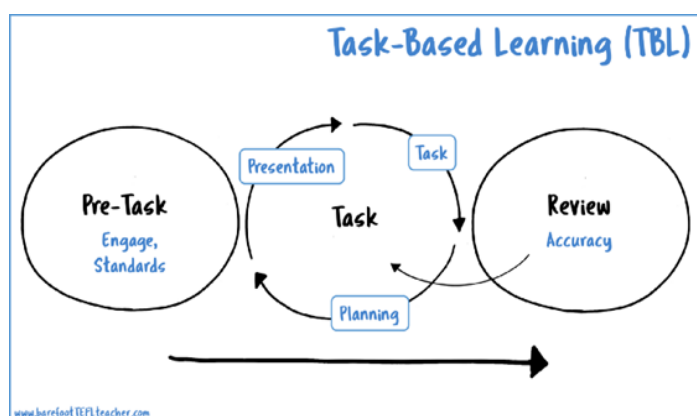 Task-Based Learning (TBL)
Presentation
Task
Pre-Task
Engage,
Standards
Task
Review
Accuracy
Planning
www.barefootTEFLteacher.com